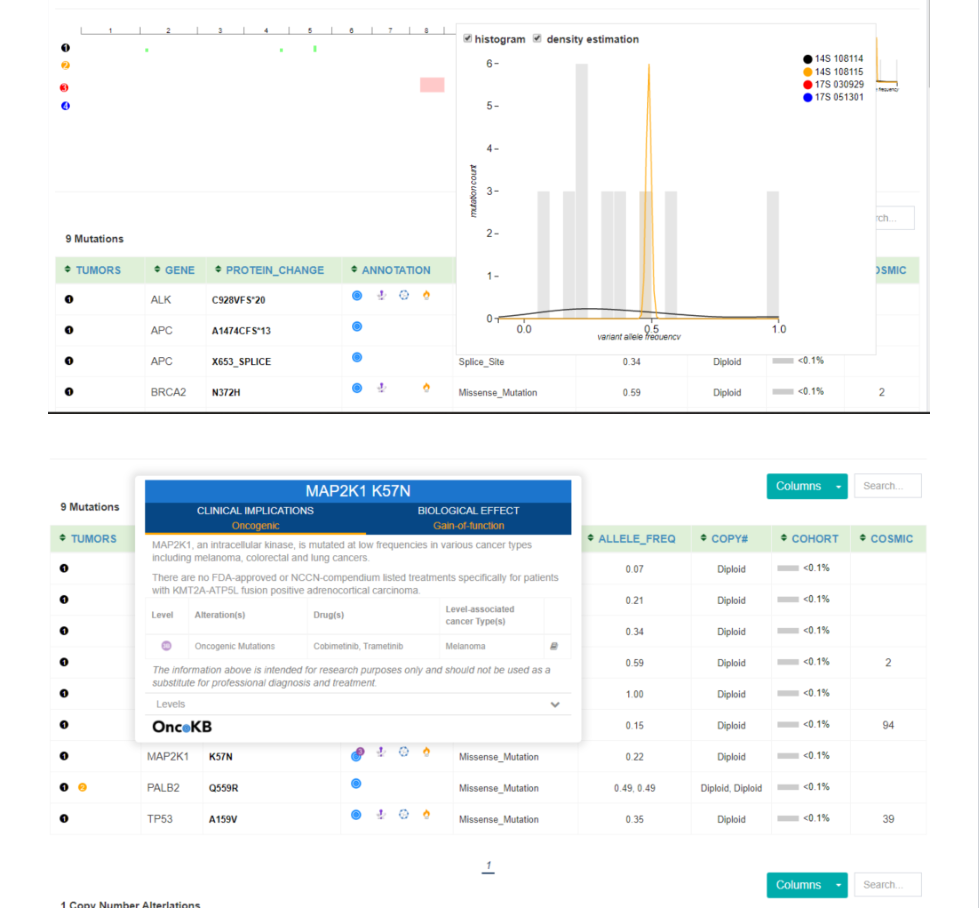 1 2 3 4 5 6 7 8
1
2
3
4
histogram density estimation
14S 108114
14S 108115
17S 030929
17S 051301
mutation count
6
5
4
3
2
1
0
0.0 0.5 1.0
variant allele frequency
9 Mutations
TUMORS GENE PROTEIN_CHANGE ANNOTATION OSMIC
1 ALK C928VFS*20
1 APC A1474CFS*13
1 APC X653_SPLICE Splice_Site 0.34 Diploid <0.1%
1 BRCA2 N372H Missense_Mutation 0.59 Diploid <0.1% 2
Columns Search...
9 Mutations
TUMORS ALLELE_FREQ COPY# COHORT COSMIC
MAP2K1 K57N
CLINICAL IMPLICATIONS BIOLOGICAL EFFECT
Oncogenic Gain-of-function
MAP2K1, an intracellular kinase, is mutated at low frequencies in various cancer types
including melanoma, colorectal and lung cancers.
There are no FDA-approved or NCCN-compendium listed treatments specifically for patients
with KMT2A-ATP5L fusion positive adrenocortical carcinoma.
Level Alteration(s) Drug(s) Level-associated
cancer Type(s)
Oncogenic Mutations Cobimetinib, Trametinib Melanoma
The information above is intended for research purposes only and should not be used as a
substitute for professional diagnosis and treatment.
Levels
OncoKB
1 0.07 Diploid <0.1%
1 0.21 Diploid <0.1%
1 0.34 Diploid <0.1%
1 0.59 Diploid <0.1% 2
1 1.00 Diploid <0.1%
1 0.15 Diploid <0.1% 94
1 MAP2K1 K57N 3 Missense_Mutation 0.22 Diploid <0.1%
1 2 PALB2 Q559R Missense_Mutation 0.49, 0.49 Diploid, Diploid <0.1%
1 TP53 A159V Missense_Mutation 0.35 Diploid <0.1% 39
1
Columns Search...
1 Copy Number Alterlations